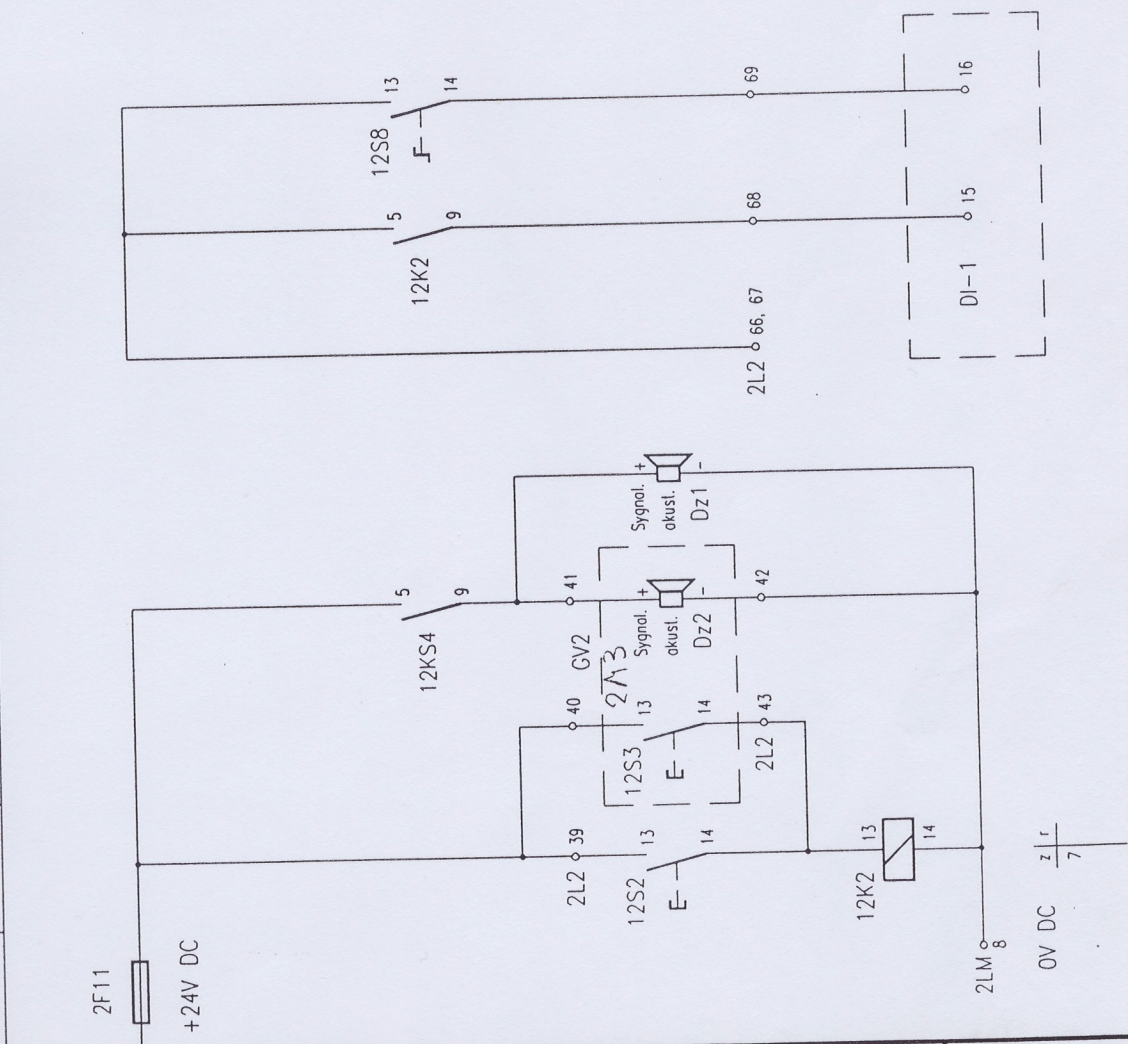 2F11
+24V DC
2L2
39
12S2
13
14
12K2
13
14
2LM
8
0V DC
z
r
7
40
12S3
13
14
2L2
43
GV2
2M3
12KS4
5
9
41
Sygnal.
akust.
Dz2
+
-
42
Sygnal.
akust.
Dz1
+
-
2L2
66, 67
12K2
5
9
68
15
12S8
13
14
69
16
DI-1